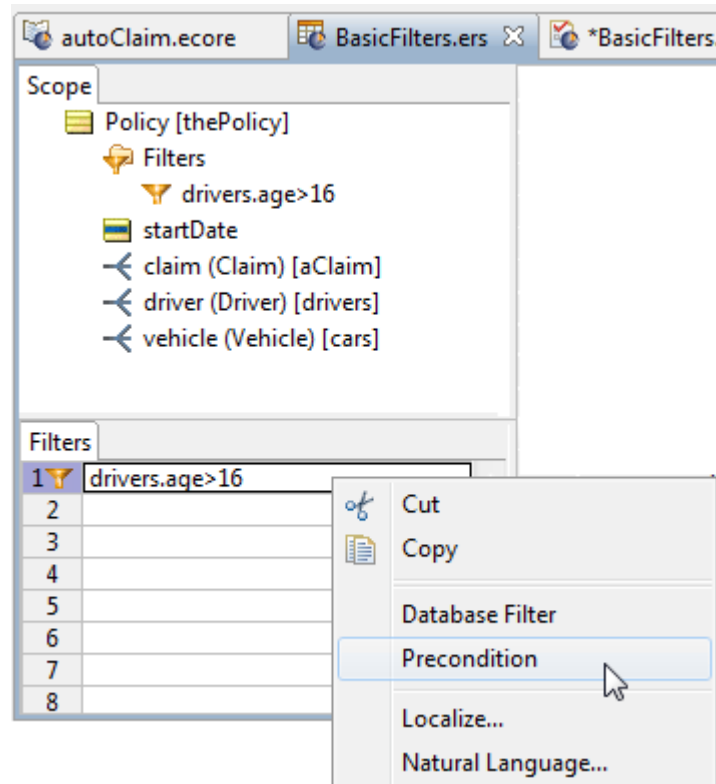 autoClaim.ecore BasicFilters.ers *BasicFilters.
Scope
Policy [thePolicy]
Filters
drivers.age>16
startDate
claim (Claim) [aClaim]
driver (Driver) [drivers]
vehicle (Vehicle) [cars]
Filters
1 drivers.age>16
2
3
4
5
6
7
8
Cut
Copy
Database Filter
Precondition
Localize...
Natural Language...